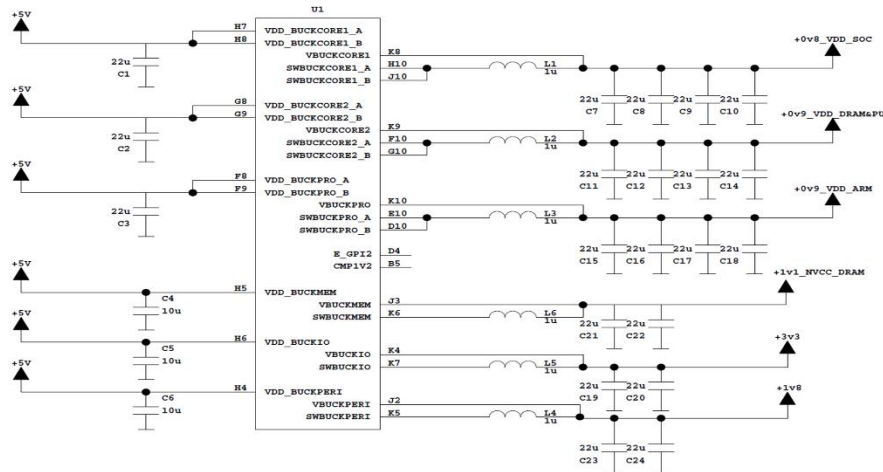 U1
+5V
H7 VDD_BUCKCORE1_A
H8 VDD_BUCKCORE1_B
22u
C1
VBUCKCORE1 K8
SWBUCKCORE1_A H10
SWBUCKCORE1_B J10
L1
1u
+0v8_VDD_SOC
22u 22u 22u 22u
C7 C8 C9 C10
+5V
G8 VDD_BUCKCORE2_A
G9 VDD_BUCKCORE2_B
22u
C2
VBUCKCORE2 K9
SWBUCKCORE2_A F10
SWBUCKCORE2_B G10
L2
1u
+0v9_VDD_DRAM&PU
22u 22u 22u 22u
C11 C12 C13 C14
+5V
F8 VDD_BUCKPRO_A
F9 VDD_BUCKPRO_B
22u
C3
VBUCKPRO K10
SWBUCKPRO_A E10
SWBUCKPRO_B D10
L3
1u
+0v9_VDD_ARM
22u 22u 22u 22u
C15 C16 C17 C18
E_GPI2 D4
CMP1V2 B5
+5V
H5 VDD_BUCKMEM
C4
10u
VBUCKMEM J3
SWBUCKMEM K6
L6
1u
+1v1_NVCC_DRAM
22u 22u
C21 C22
+5V
H6 VDD_BUCKIO
C5
10u
VBUCKIO K4
SWBUCKIO K7
L5
1u
+3v3
22u 22u
C19 C20
+5V
H4 VDD_BUCKPERI
C6
10u
VBUCKPERI J2
SWBUCKPERI K5
L4
1u
+1v8
22u 22u
C23 C24